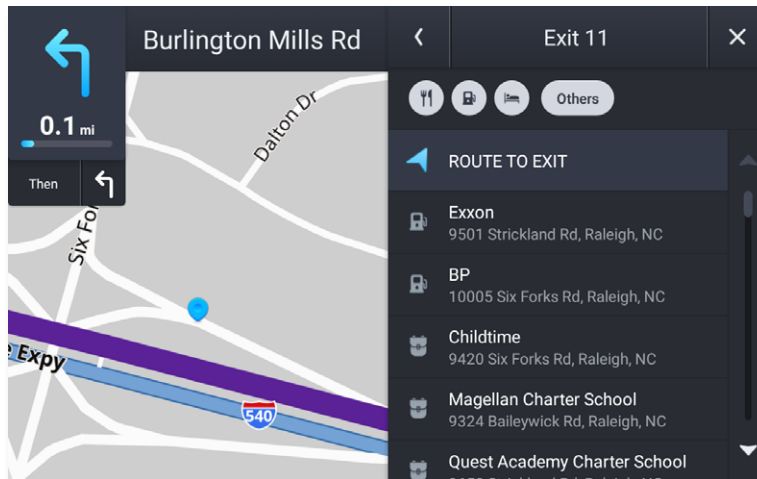 Burlington Mills Rd
0.1 mi
Then
Dalton Dr
Six For
e Expy
540
Exit 11
Others
ROUTE TO EXIT
Exxon
9501 Strickland Rd, Raleigh, NC
BP
10005 Six Forks Rd, Raleigh, NC
Childtime
9420 Six Forks Rd, Raleigh, NC
Magellan Charter School
9324 Baileywick Rd, Raleigh, NC
Quest Academy Charter School